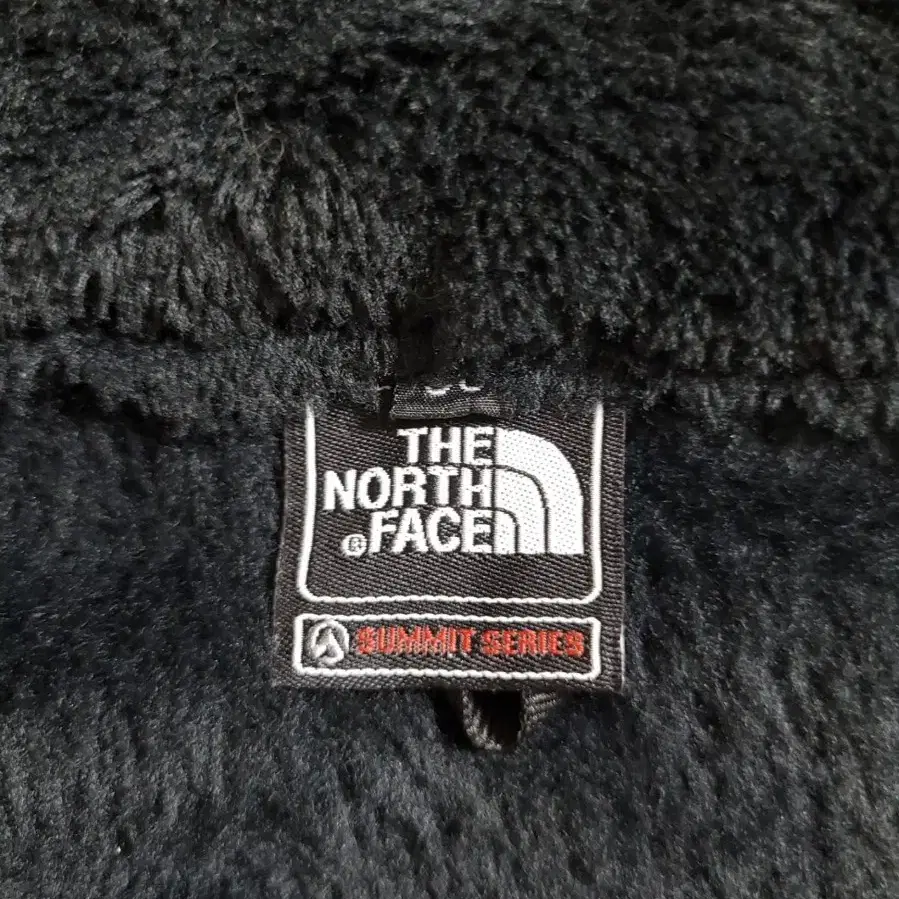 THE
NORTH
®FACE
SUMMIT SERIES